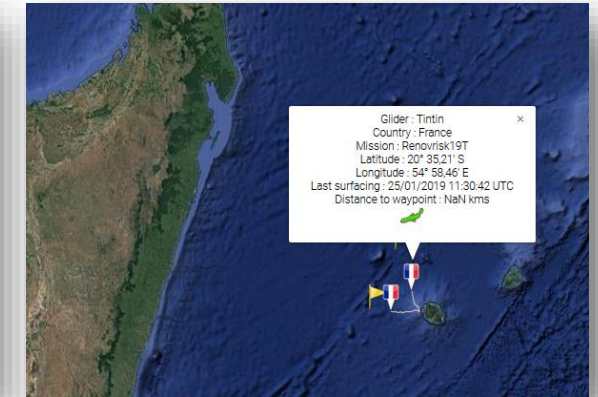 Glider : Tintin
×
Country : France
Mission : Renovrisk19T
Latitude : 20° 35,21' S
Longitude : 54° 58,46' E
Last surfacing : 25/01/2019 11:30:42 UTC
Distance to waypoint : NaN kms